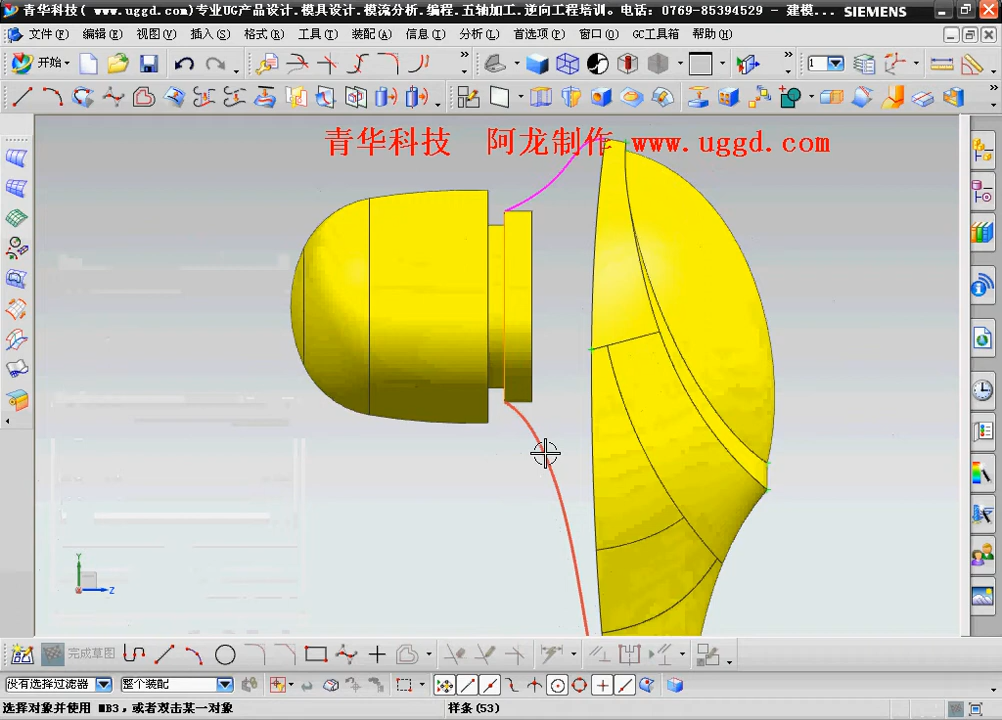 青华科技( www.uggd.com)专业UG产品设计.模具设计.模流分析.编程.五轴加工.逆向工程培训。电话: 0769-85394529 - 建模... SIEMENS
文件(F) 编辑(E) 视图(V) 插入(S) 格式(R) 工具(T) 装配(A) 信息(I) 分析(L) 首选项(P) 窗口(O) GC工具箱 帮助(H)
开始 1
青华科技 阿龙制作 www.uggd.com
Y
Z
完成草图
没有选择过滤器 整个装配
选择对象并使用 MB3，或者双击某一对象 样条(53)